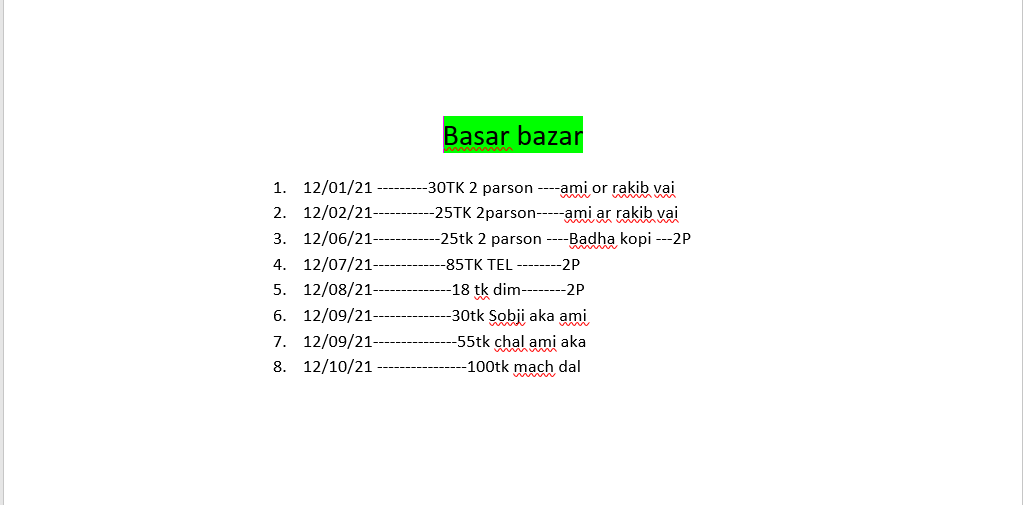 Basar bazar
1. 12/01/21 ---------30TK 2 parson ----ami or rakib vai
2. 12/02/21-----------25TK 2parson-----ami ar rakib vai
3. 12/06/21------------25tk 2 parson ----Badha kopi ---2P
4. 12/07/21-------------85TK TEL --------2P
5. 12/08/21--------------18 tk dim--------2P
6. 12/09/21--------------30tk Sobji aka ami
7. 12/09/21---------------55tk chal ami aka
8. 12/10/21 ----------------100tk mach dal